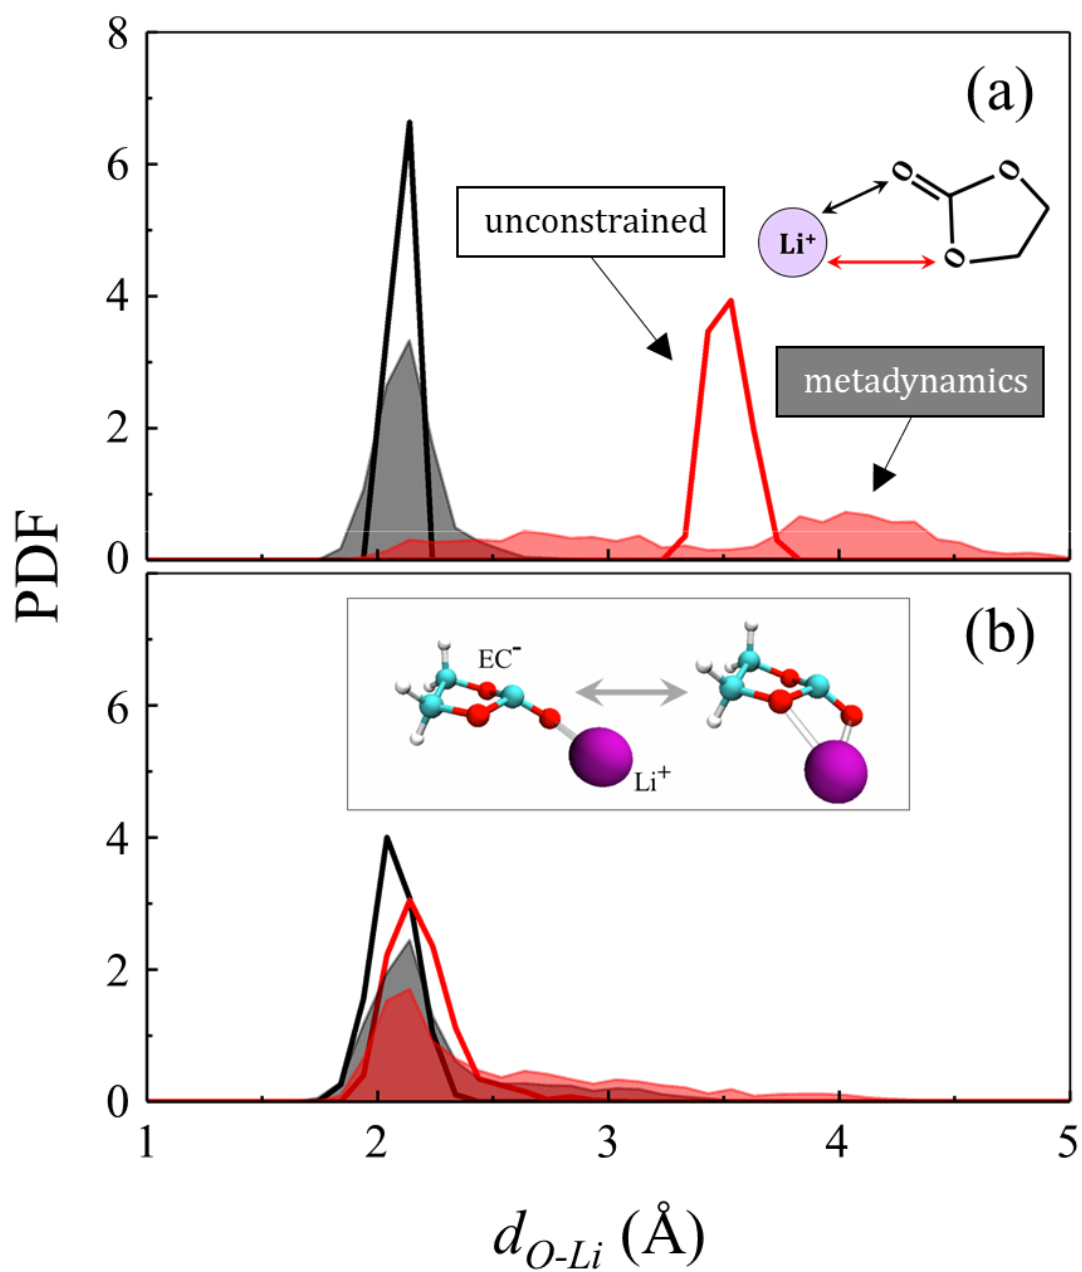 8
6
4
2
0
(a)
unconstrained
metadynamics
Li⁺
O
O
O
PDF
(b)
6
4
2
0
EC⁻
Li⁺
1
2
3
4
5
d_O-Li (Å)